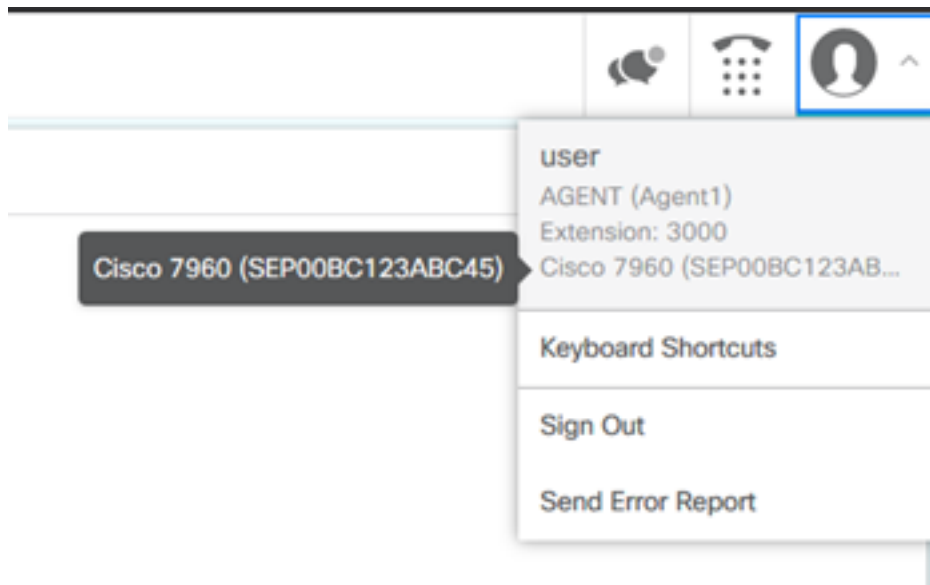 user
AGENT (Agent1)
Extension: 3000
Cisco 7960 (SEP00BC123ABC45)
Cisco 7960 (SEP00BC123AB...
Keyboard Shortcuts
Sign Out
Send Error Report